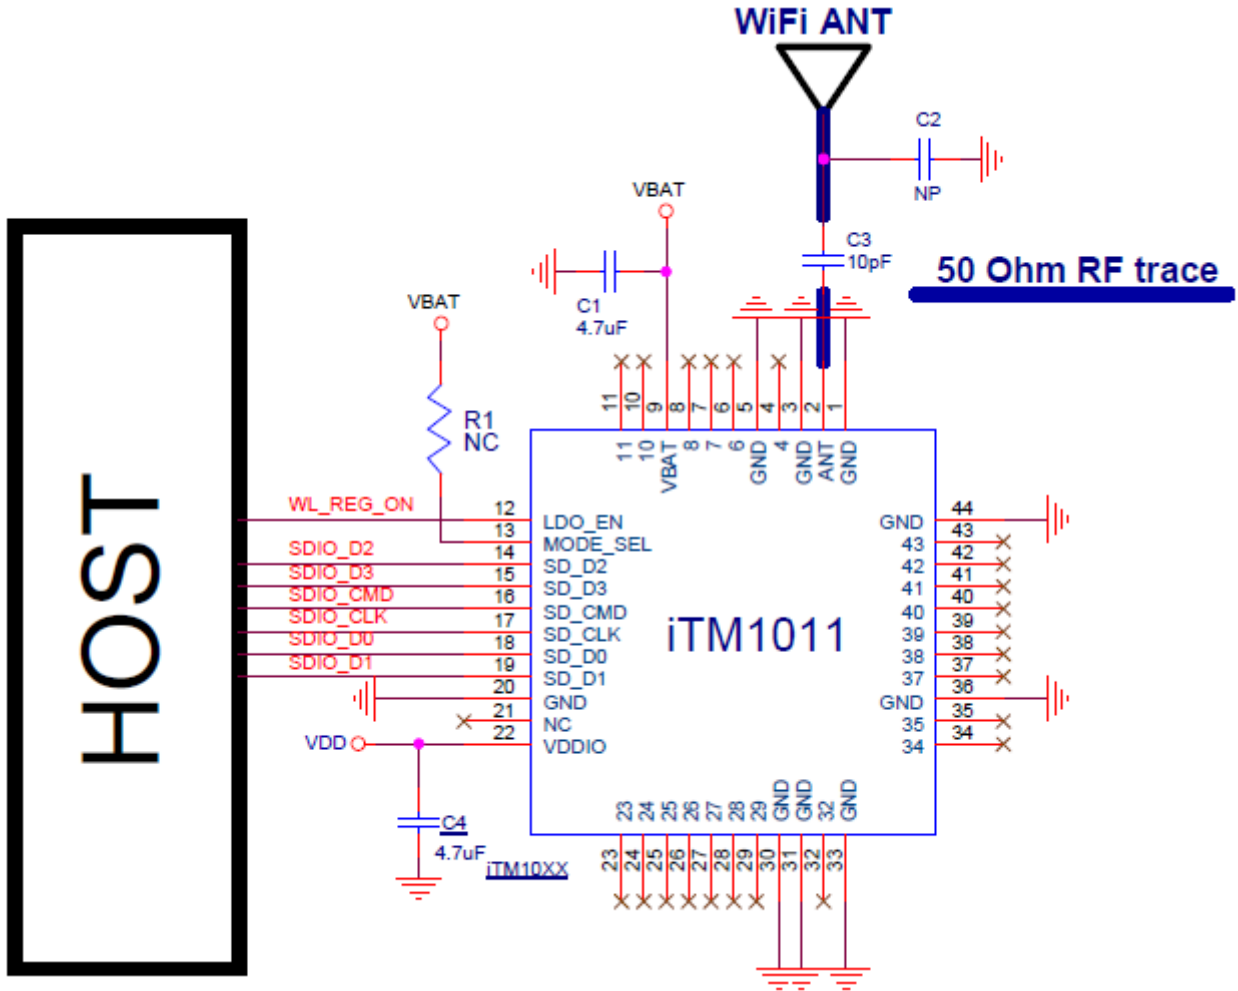 WiFi ANT
C2
NP
VBAT
C3
10pF
50 Ohm RF trace
C1
4.7uF
VBAT
R1
NC
11 10 9 8 7 6 5 4 3 2 1
11 10 VBAT 8 7 6 GND 4 GND ANT GND
HOST
WL_REG_ON 12 LDO_EN
13 MODE_SEL
SDIO_D2 14 SD_D2
SDIO_D3 15 SD_D3
SDIO_CMD 16 SD_CMD
SDIO_CLK 17 SD_CLK
SDIO_D0 18 SD_D0
SDIO_D1 19 SD_D1
20 GND
21 NC
VDD 22 VDDIO
iTM1011
GND 44
43 43
42 42
41 41
40 40
39 39
38 38
37 37
GND 36
35 35
34 34
C4
4.7uF
iTM10XX
23 24 25 26 27 28 29 GND GND 32 GND
23 24 25 26 27 28 29 30 31 32 33